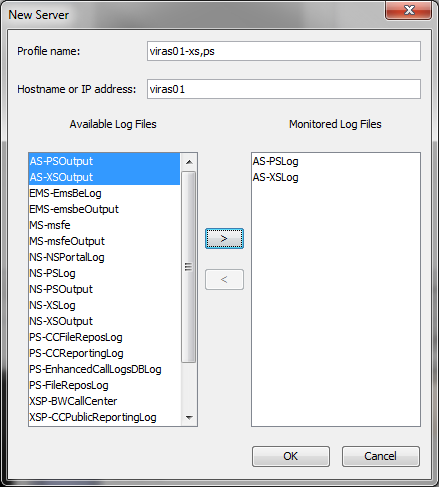 New Server
Profile name: viras01-xs,ps
Hostname or IP address: viras01
Available Log Files
AS-PSOutput
AS-XSOutput
EMS-EmsBeLog
EMS-emsbeOutput
MS-msfe
MS-msfeOutput
NS-NSPortalLog
NS-PSLog
NS-PSOutput
NS-XSLog
NS-XSOutput
PS-CCFileReposLog
PS-CCReportingLog
PS-EnhancedCallLogsDBLog
PS-FileReposLog
XSP-BWCallCenter
XSP-CCPublicReportingLog
>
<
Monitored Log Files
AS-PSLog
AS-XSLog
OK
Cancel